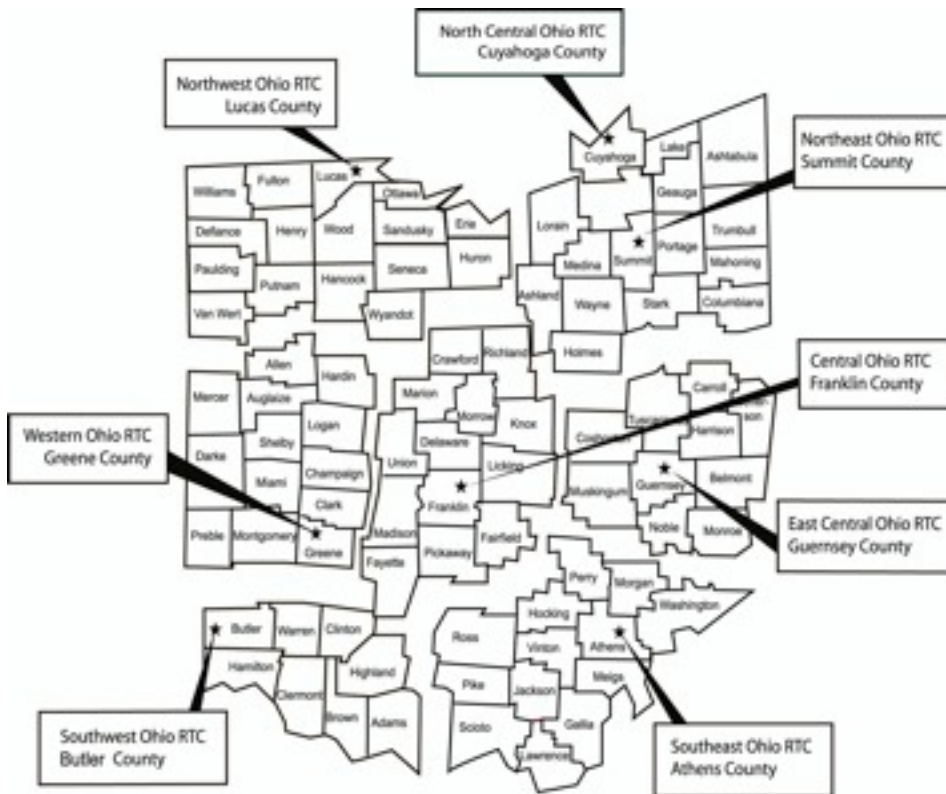 North Central Ohio RTC
Cuyahoga County
Northwest Ohio RTC
Lucas County
Northeast Ohio RTC
Summit County
Cuyahoga
Lake
Ashtabula
Geauga
Williams
Fullon
Lucas
Ottawa
Defiance
Henry
Wood
Sandusky
Erie
Lorain
Medina
Summit
Portage
Trumbull
Mahoning
Paulding
Putnam
Hancock
Seneca
Huron
Ashland
Wayne
Stark
Columbiana
Van Wert
Wyandot
Holmes
Central Ohio RTC
Franklin County
Allen
Hardin
Crawford
Richland
Mercer
Auglaize
Marion
Morrow
Knox
Carroll
Harrison
Western Ohio RTC
Greene County
Logan
Shelby
Delaware
Darke
Union
Licking
Champaign
Miami
Clark
Franklin
Muskingum
Guernsey
Belmont
Preble
Montgomery
Greene
Madison
Pickaway
Fairfield
Noble
Monroe
East Central Ohio RTC
Guernsey County
Fayette
Perry
Morgan
Washington
Hocking
Butler
Warren
Clinton
Ross
Vinton
Athens
Hamilton
Highland
Meigs
Pike
Jackson
Clermont
Brown
Adams
Scioto
Gallia
Lawrence
Southwest Ohio RTC
Butler County
Southeast Ohio RTC
Athens County